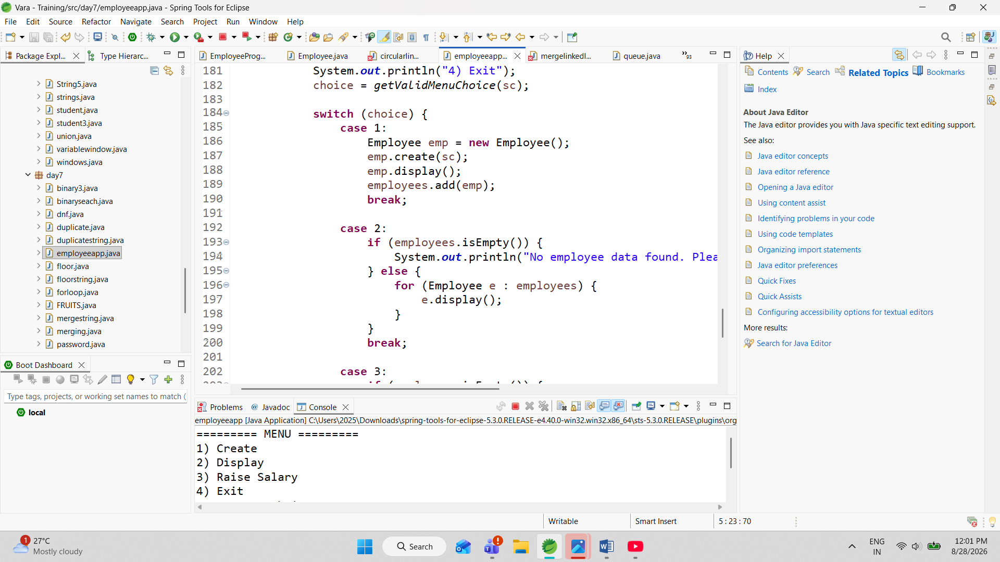 Vara - Training/src/day7/employeeapp.java - Spring Tools for Eclipse
File Edit Source Refactor Navigate Search Project Run Window Help
Package Expl... Type Hierarc...
String5.java
strings.java
student.java
student3.java
union.java
variablewindow.java
windows.java
day7
binary3.java
binaryseach.java
dnf.java
duplicate.java
duplicatestring.java
employeeapp.java
floor.java
floorstring.java
forloop.java
FRUITS.java
mergestring.java
merging.java
password.java
Boot Dashboard
Type tags, projects, or working set names to match (
local
EmployeeProg... Employee.java circularlin... employeeapp... mergelinkedl... queue.java »93
181 System.out.println("4) Exit");
182 choice = getValidMenuChoice(sc);
183
184 switch (choice) {
185 case 1:
186 Employee emp = new Employee();
187 emp.create(sc);
188 emp.display();
189 employees.add(emp);
190 break;
191
192 case 2:
193 if (employees.isEmpty()) {
194 System.out.println("No employee data found. Plea
195 } else {
196 for (Employee e : employees) {
197 e.display();
198 }
199 }
200 break;
201
202 case 3:
Problems Javadoc Console
employeeapp [Java Application] C:\Users\2025\Downloads\spring-tools-for-eclipse-5.3.0.RELEASE-e4.40.0-win32.win32.x86_64\sts-5.3.0.RELEASE\plugins\org
========= MENU =========
1) Create
2) Display
3) Raise Salary
4) Exit
Help
Contents Search Related Topics Bookmarks
Index
About Java Editor
The Java editor provides you with Java specific text editing support.
See also:
Java editor concepts
Java editor reference
Opening a Java editor
Using content assist
Identifying problems in your code
Using code templates
Organizing import statements
Java editor preferences
Quick Fixes
Quick Assists
Configuring accessibility options for textual editors
More results:
Search for Java Editor
Writable Smart Insert 5 : 23 : 70
1
27°C
Mostly cloudy
Search
ENG
IN
12:01 PM
8/28/2026